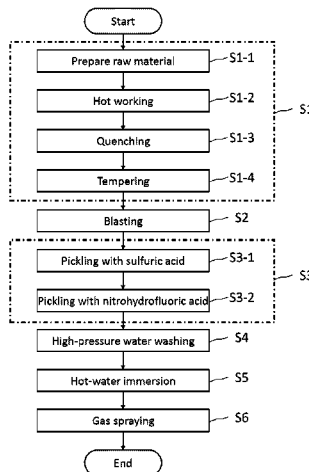 Start
Prepare raw material S1-1
Hot working S1-2
S1
Quenching S1-3
Tempering S1-4
Blasting S2
Pickling with sulfuric acid S3-1
S3
Pickling with nitrohydrofluoric acid S3-2
High-pressure water washing S4
Hot-water immersion S5
Gas spraying S6
End